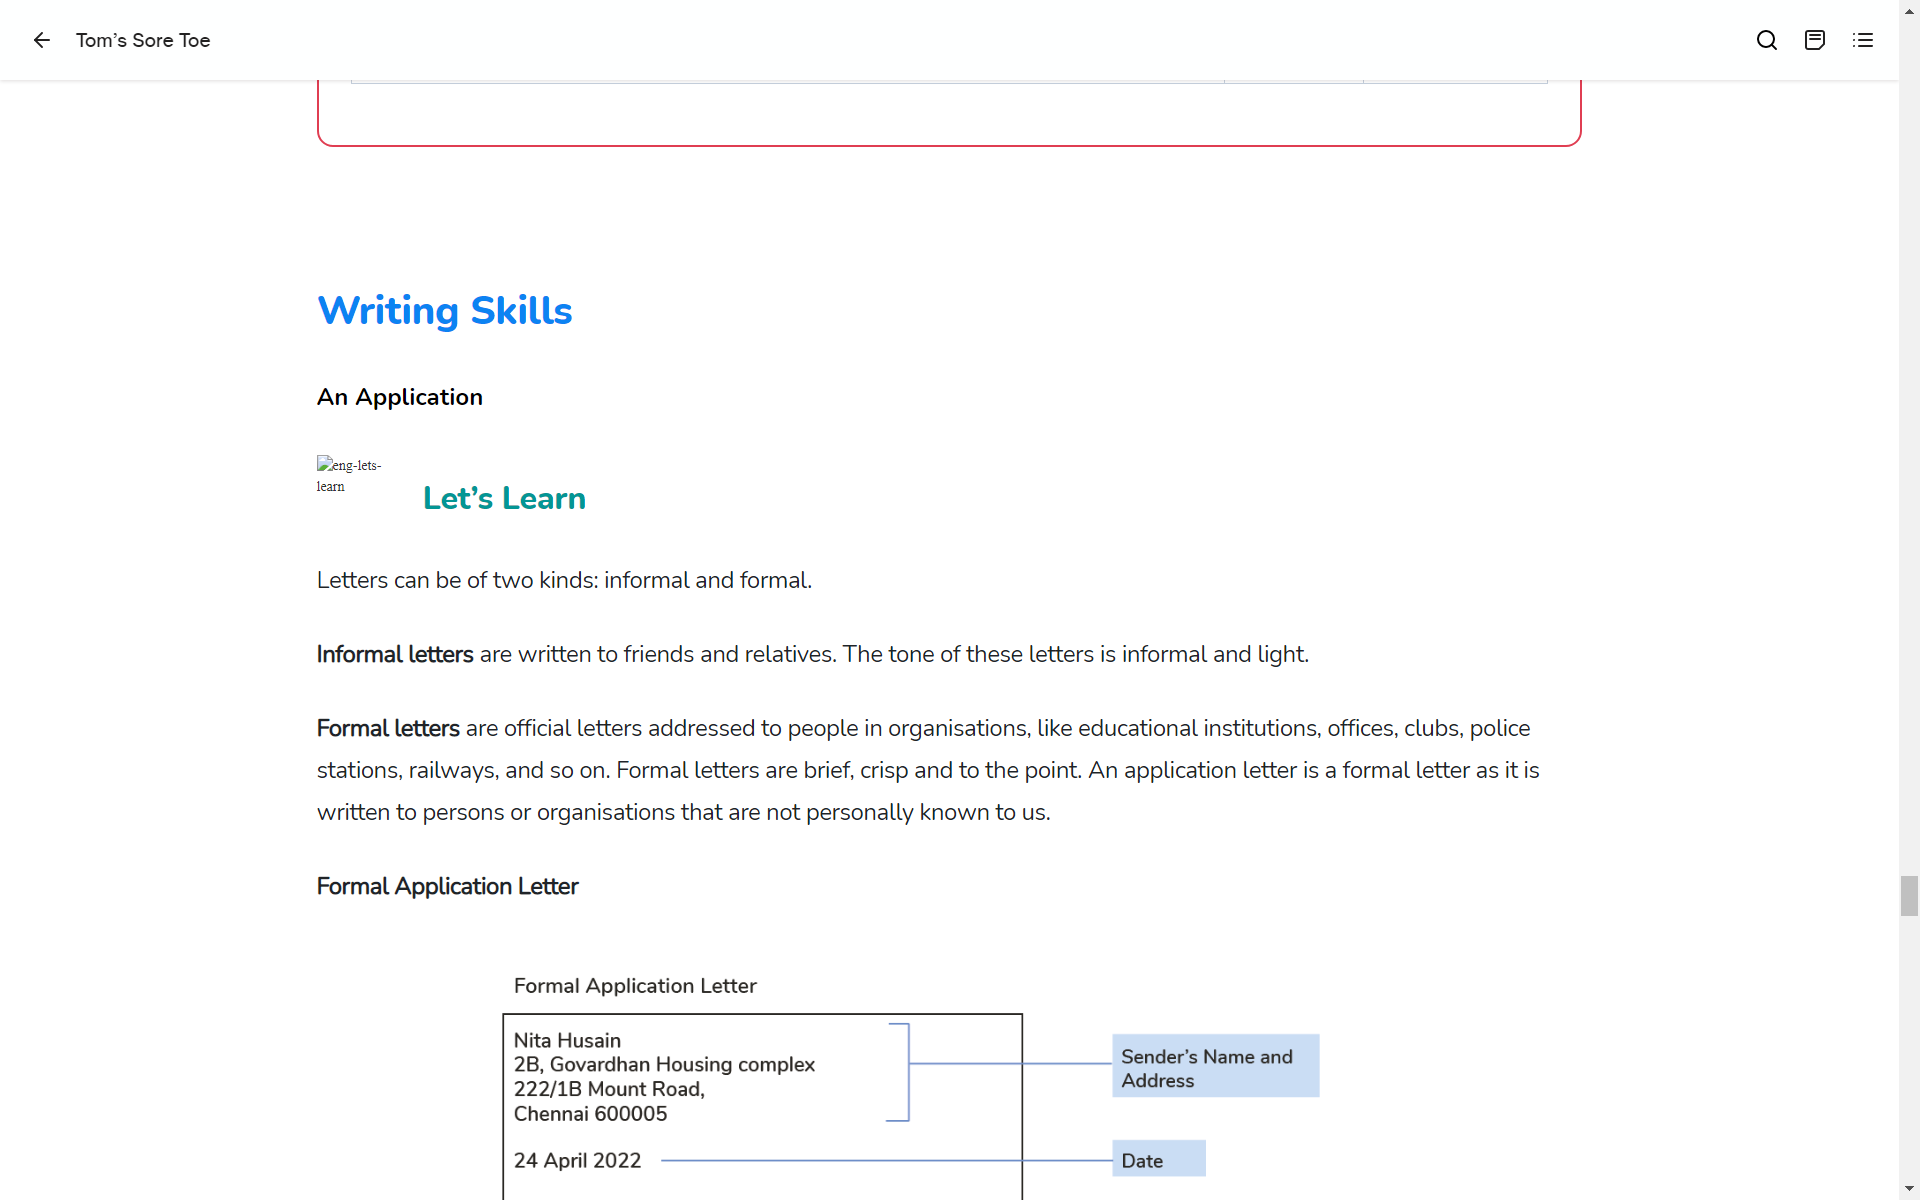 Tom’s Sore Toe
Writing Skills
An Application
eng-lets-
learn
Let’s Learn
Letters can be of two kinds: informal and formal.
Informal letters are written to friends and relatives. The tone of these letters is informal and light.
Formal letters are official letters addressed to people in organisations, like educational institutions, offices, clubs, police
stations, railways, and so on. Formal letters are brief, crisp and to the point. An application letter is a formal letter as it is
written to persons or organisations that are not personally known to us.
Formal Application Letter
Formal Application Letter
Nita Husain
2B, Govardhan Housing complex
222/1B Mount Road,
Chennai 600005
Sender’s Name and
Address
24 April 2022
Date